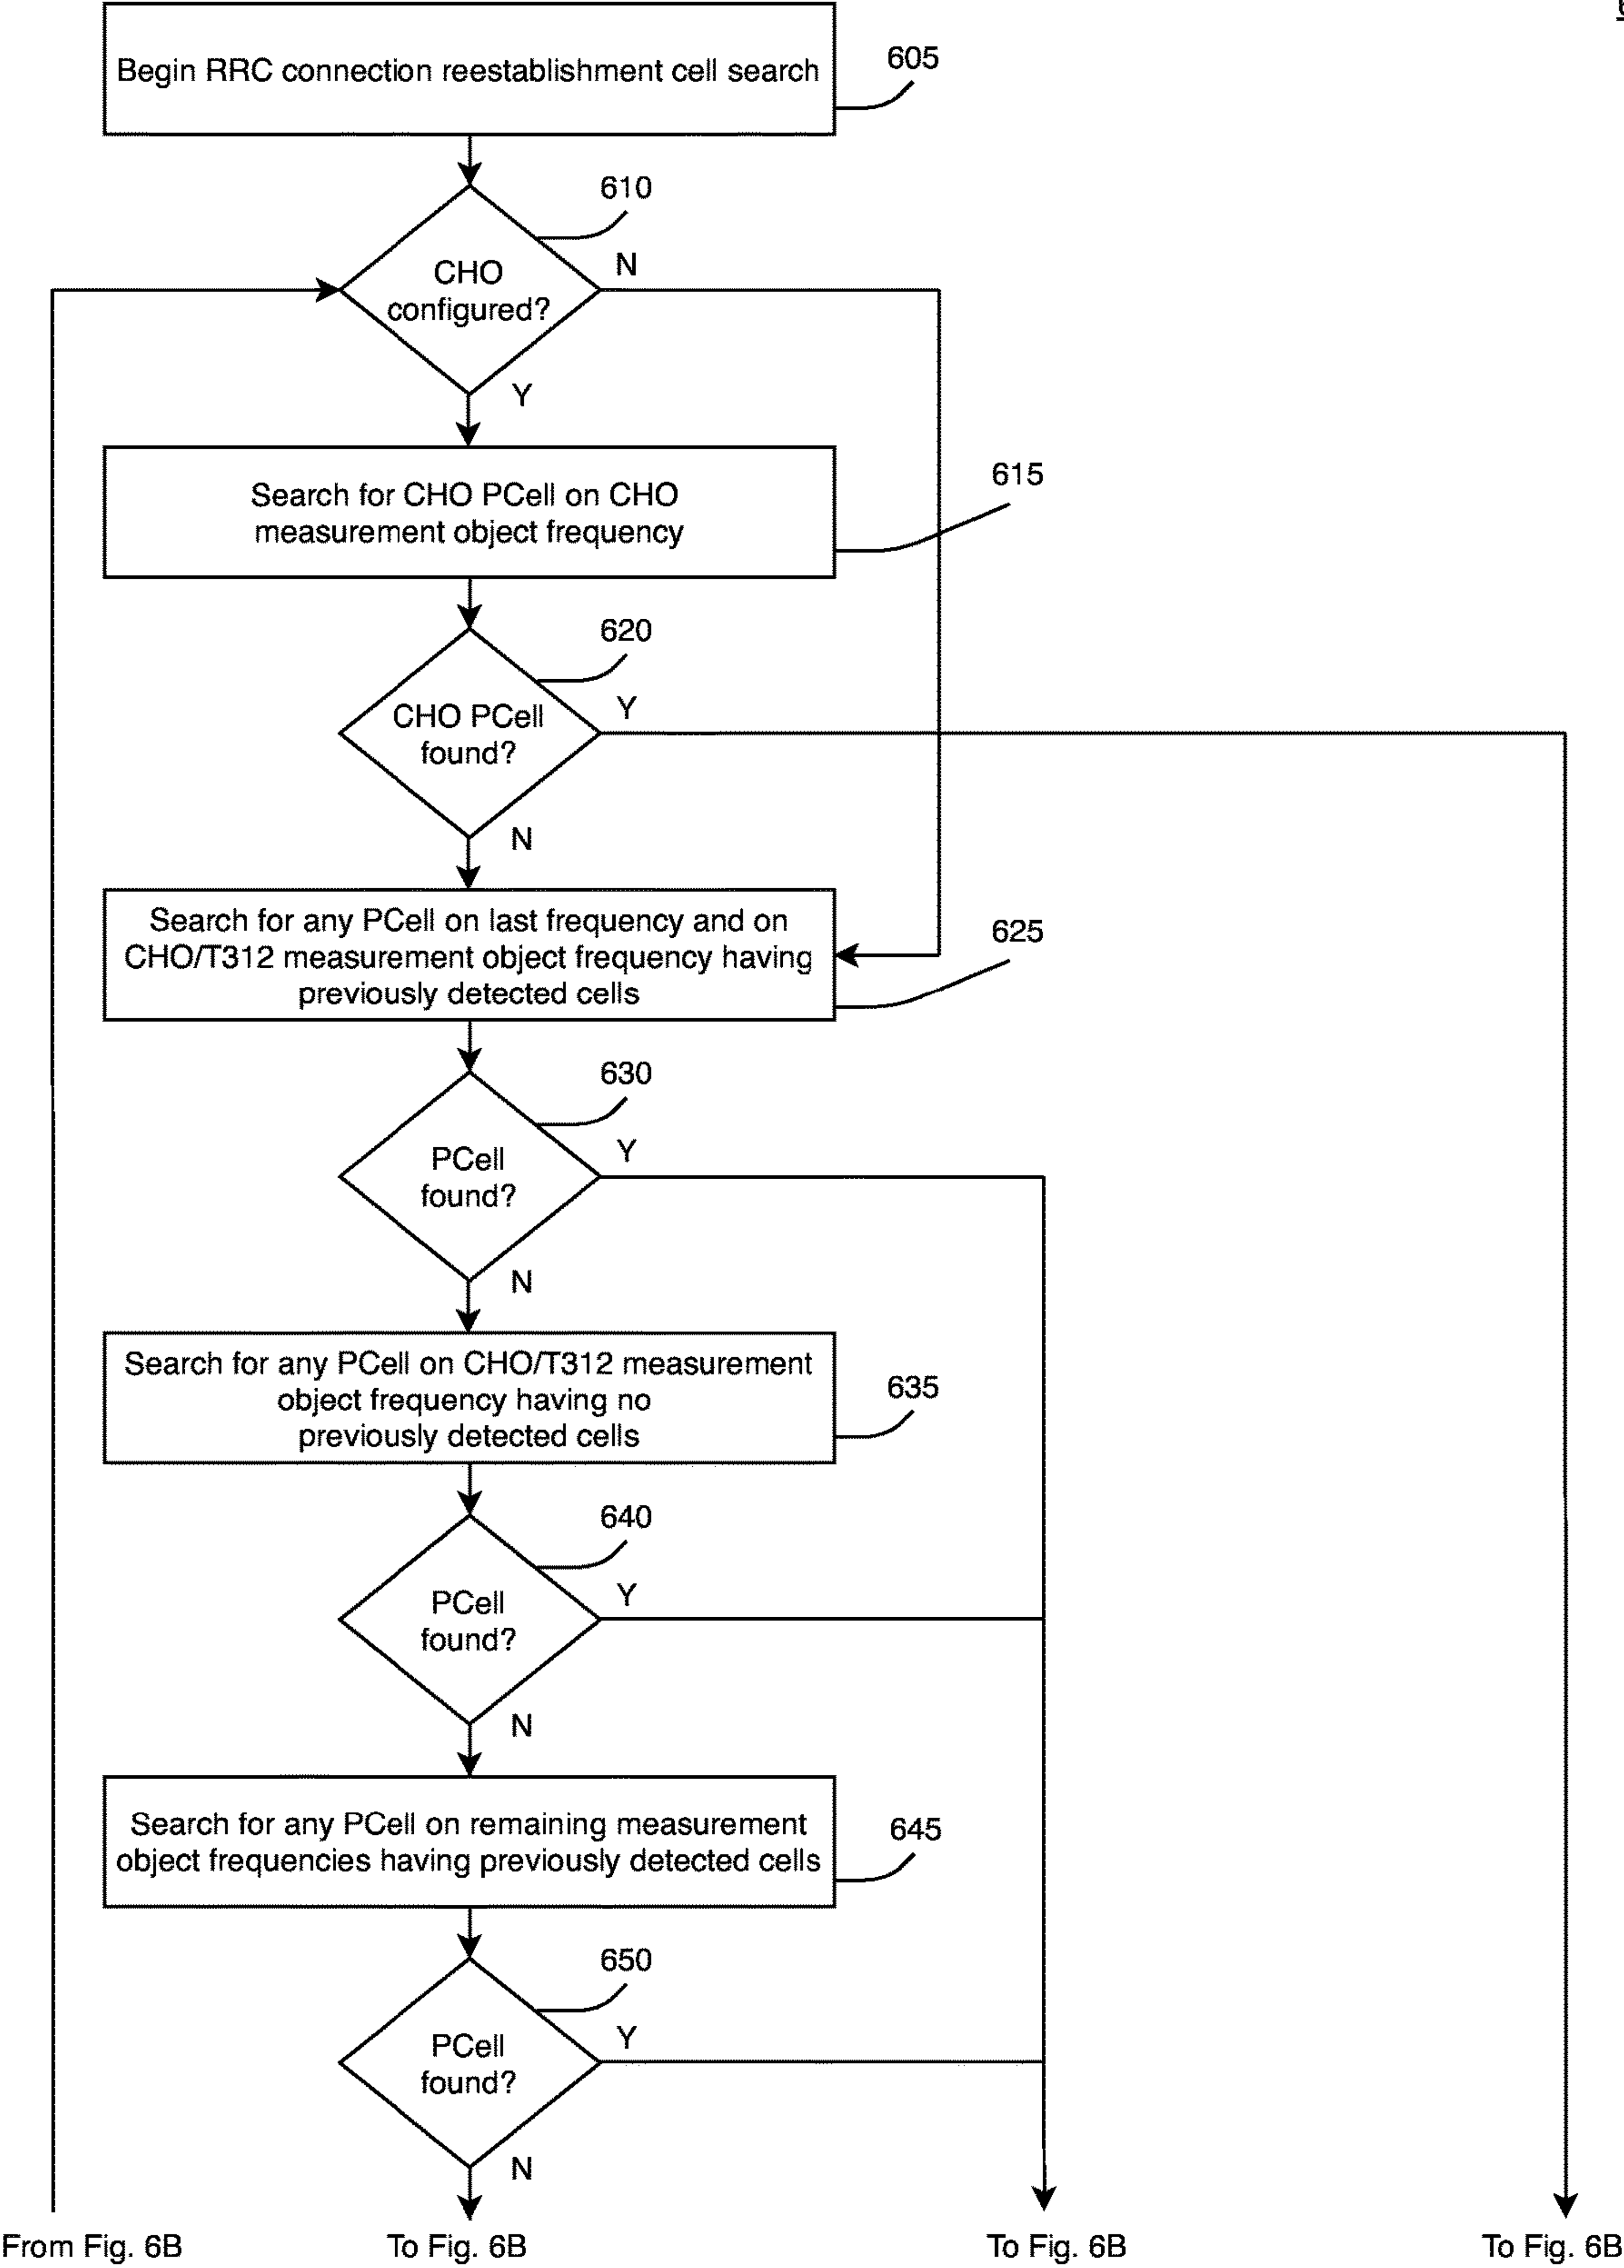 Begin RRC connection reestablishment cell search
605
610
CHO
configured?
N
Y
Search for CHO PCell on CHO
measurement object frequency
615
620
CHO PCell
found?
Y
N
Search for any PCell on last frequency and on
CHO/T312 measurement object frequency having
previously detected cells
625
630
PCell
found?
Y
N
Search for any PCell on CHO/T312 measurement
object frequency having no
previously detected cells
635
640
PCell
found?
Y
N
Search for any PCell on remaining measurement
object frequencies having previously detected cells
645
650
PCell
found?
Y
N
From Fig. 6B
To Fig. 6B
To Fig. 6B
To Fig. 6B